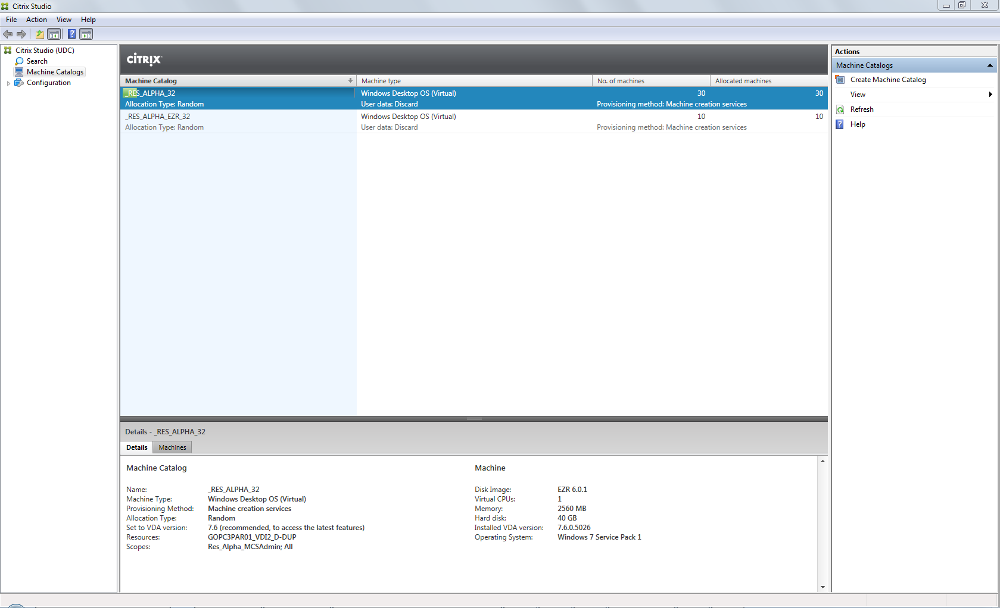 Citrix Studio
File Action View Help
Citrix Studio (UDC)
Search
Machine Catalogs
Configuration
CİTRIX
Machine Catalog Machine type No. of machines Allocated machines
_RES_ALPHA_32 Windows Desktop OS (Virtual) 30 30
Allocation Type: Random User data: Discard Provisioning method: Machine creation services
_RES_ALPHA_EZR_32 Windows Desktop OS (Virtual) 10 10
Allocation Type: Random User data: Discard Provisioning method: Machine creation services
Details - _RES_ALPHA_32
Details Machines
Machine Catalog
Name: _RES_ALPHA_32
Machine Type: Windows Desktop OS (Virtual)
Provisioning Method: Machine creation services
Allocation Type: Random
Set to VDA version: 7.6 (recommended, to access the latest features)
Resources: GOPC3PAR01_VDI2_D-DUP
Scopes: Res_Alpha_MCSAdmin; All
Machine
Disk Image: EZR 6.0.1
Virtual CPUs: 1
Memory: 2560 MB
Hard disk: 40 GB
Installed VDA version: 7.6.0.5026
Operating System: Windows 7 Service Pack 1
Actions
Machine Catalogs
Create Machine Catalog
View
Refresh
Help